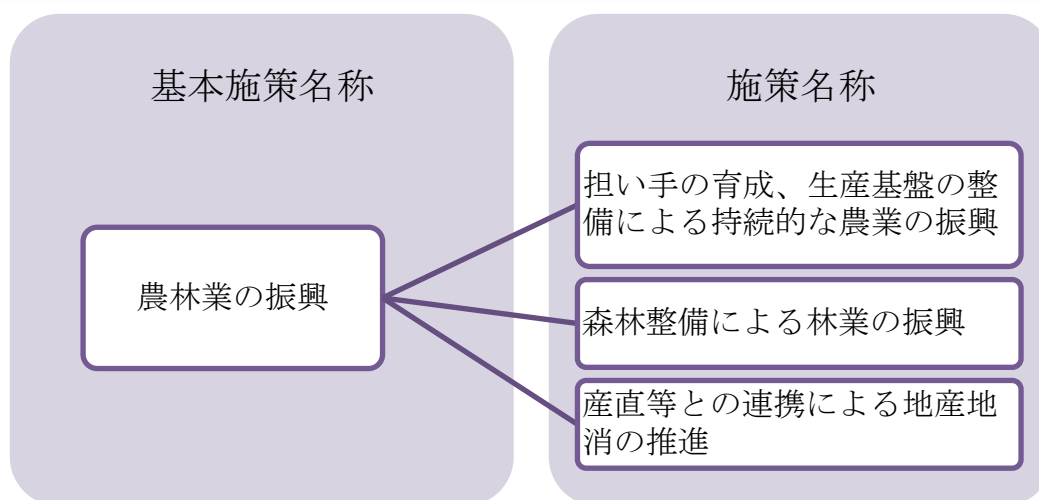 基本施策名称
農林業の振興
施策名称
担い手の育成、生産基盤の整
備による持続的な農業の振興
森林整備による林業の振興
産直等との連携による地産地
消の推進